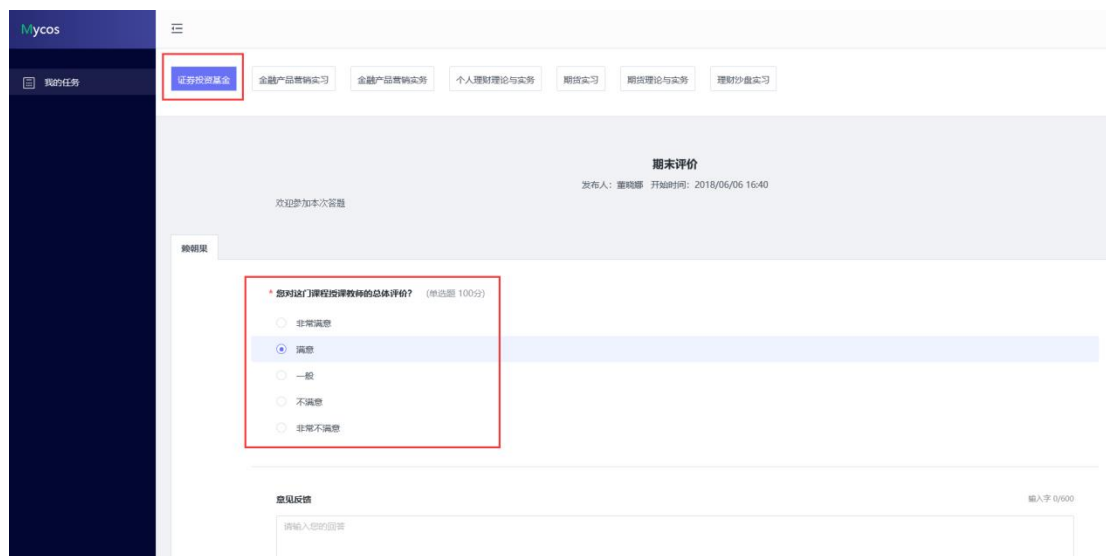 Mycos
我的任务
证券投资基金 金融产品营销实习 金融产品营销实务 个人理财理论与实务 期货实习 期货理论与实务 理财沙盘实习
期末评价
发布人：董晓娜 开始时间：2018/06/06 16:40
欢迎参加本次答题
赖朝果
* 您对这门课程授课教师的总体评价？ (单选题 100分)
非常满意
满意
一般
不满意
非常不满意
意见反馈 输入字 0/600
请输入您的回答